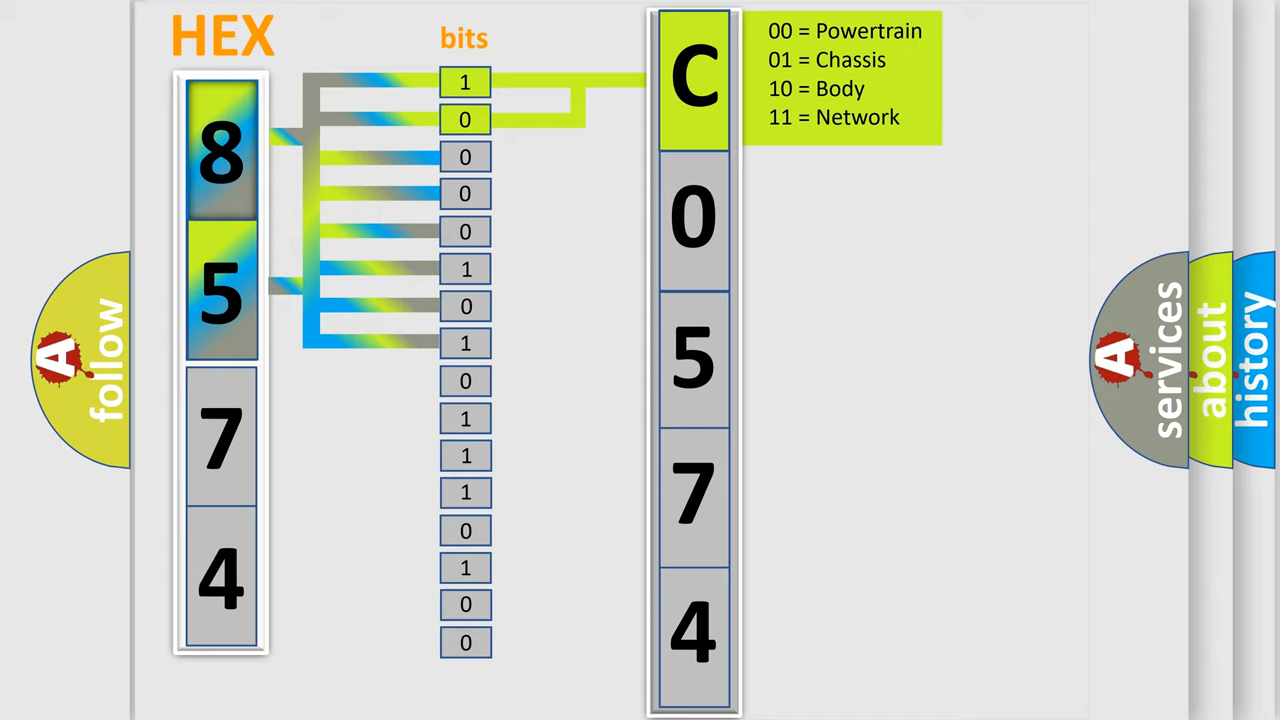 HEX
bits
8
5
7
4
1
0
0
0
0
1
0
1
0
1
1
1
0
1
0
0
C
0
5
7
4
00 = Powertrain
01 = Chassis
10 = Body
11 = Network
A
follow
A
services
about
history